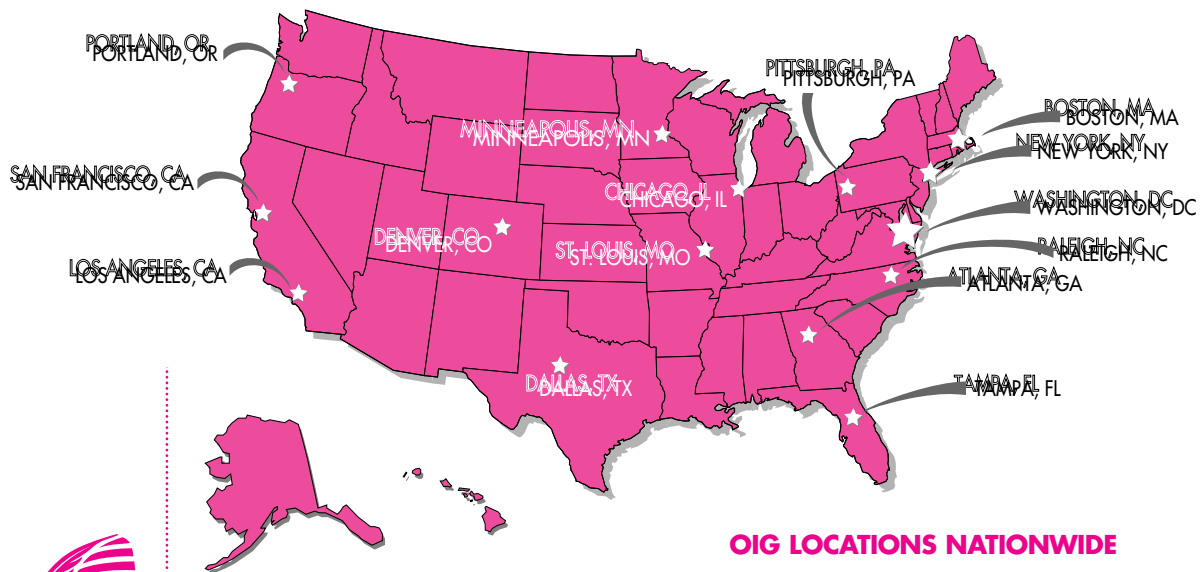 PORTLAND, OR
PITTSBURGH, PA
BOSTON, MA
MINNEAPOLIS, MN
NEW YORK, NY
SAN FRANCISCO, CA
CHICAGO, IL
WASHINGTON, DC
DENVER, CO
ST. LOUIS, MO
RALEIGH, NC
LOS ANGELES, CA
ATLANTA, GA
DALLAS, TX
TAMPA, FL
OIG LOCATIONS NATIONWIDE